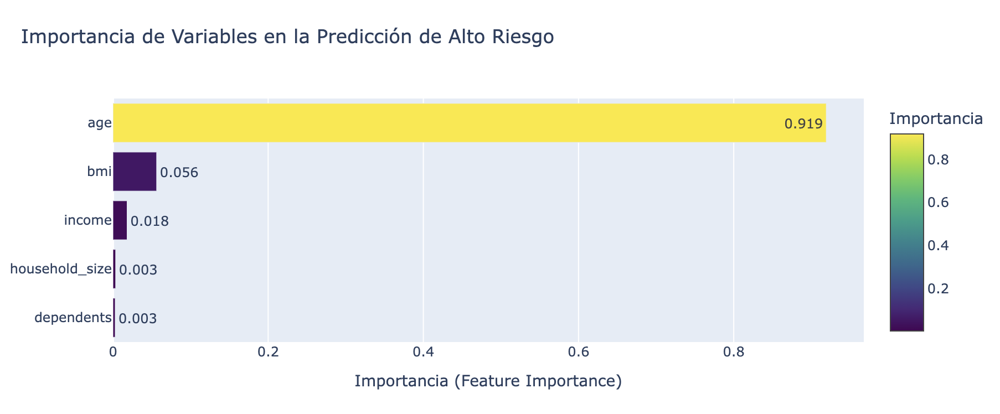 Importancia de Variables en la Predicción de Alto Riesgo
age
0.919
bmi
0.056
income
0.018
household_size
0.003
dependents
0.003
0
0.2
0.4
0.6
0.8
Importancia (Feature Importance)
Importancia
0.8
0.6
0.4
0.2